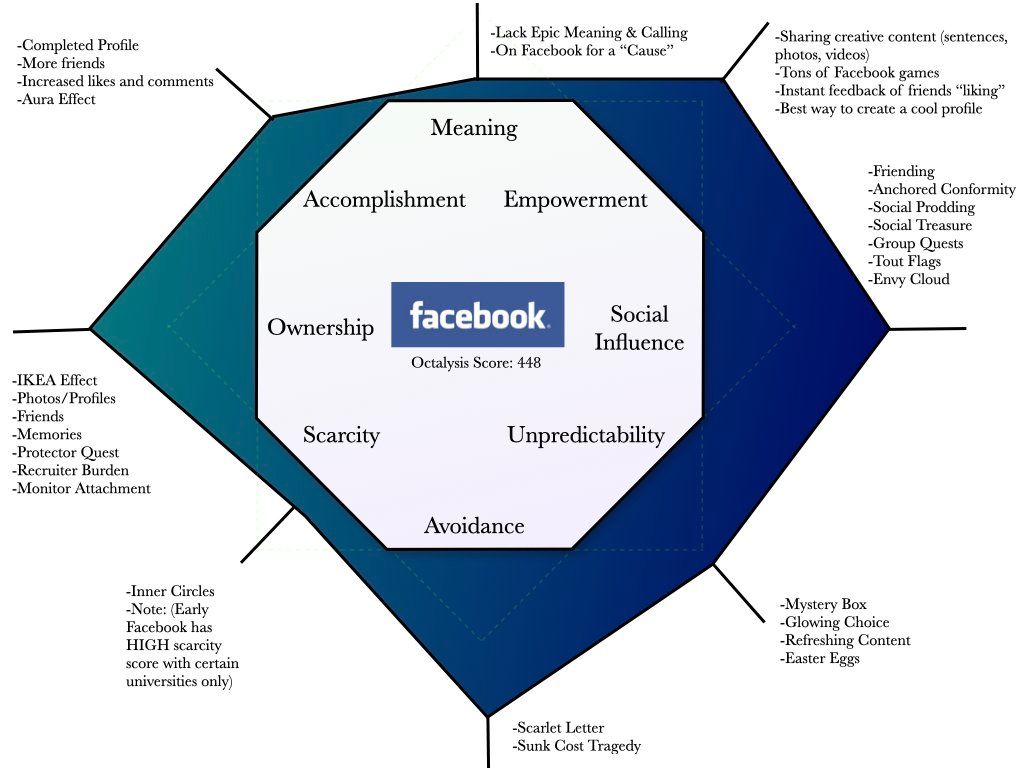 -Lack Epic Meaning & Calling
-On Facebook for a “Cause”
-Completed Profile
-More friends
-Increased likes and comments
-Aura Effect
-Sharing creative content (sentences,
photos, videos)
-Tons of Facebook games
-Instant feedback of friends “liking”
-Best way to create a cool profile
Meaning
Accomplishment
Empowerment
-Friending
-Anchored Conformity
-Social Prodding
-Social Treasure
-Group Quests
-Tout Flags
-Envy Cloud
Ownership
facebook®
Octalysis Score: 448
Social
Influence
-IKEA Effect
-Photos/Profiles
-Friends
-Memories
-Protector Quest
-Recruiter Burden
-Monitor Attachment
Scarcity
Unpredictability
Avoidance
-Inner Circles
-Note: (Early
Facebook has
HIGH scarcity
score with certain
universities only)
-Mystery Box
-Glowing Choice
-Refreshing Content
-Easter Eggs
-Scarlet Letter
-Sunk Cost Tragedy